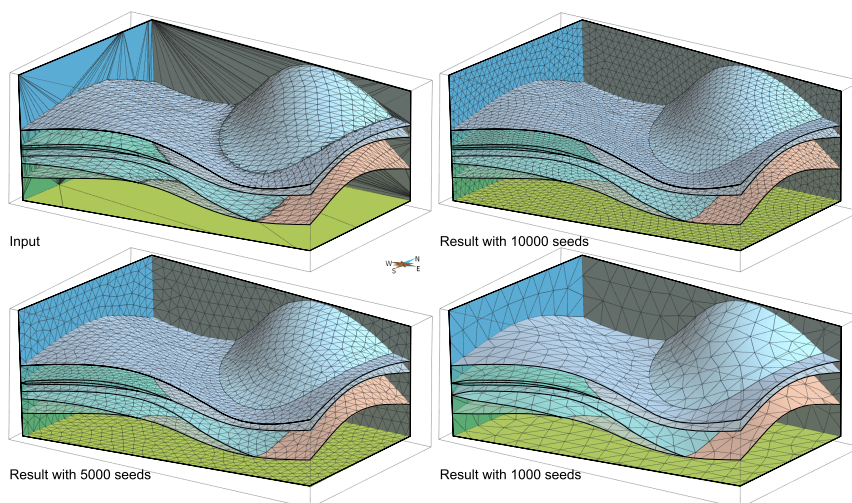 Input
Result with 10000 seeds
W
N
S
E
Result with 5000 seeds
Result with 1000 seeds